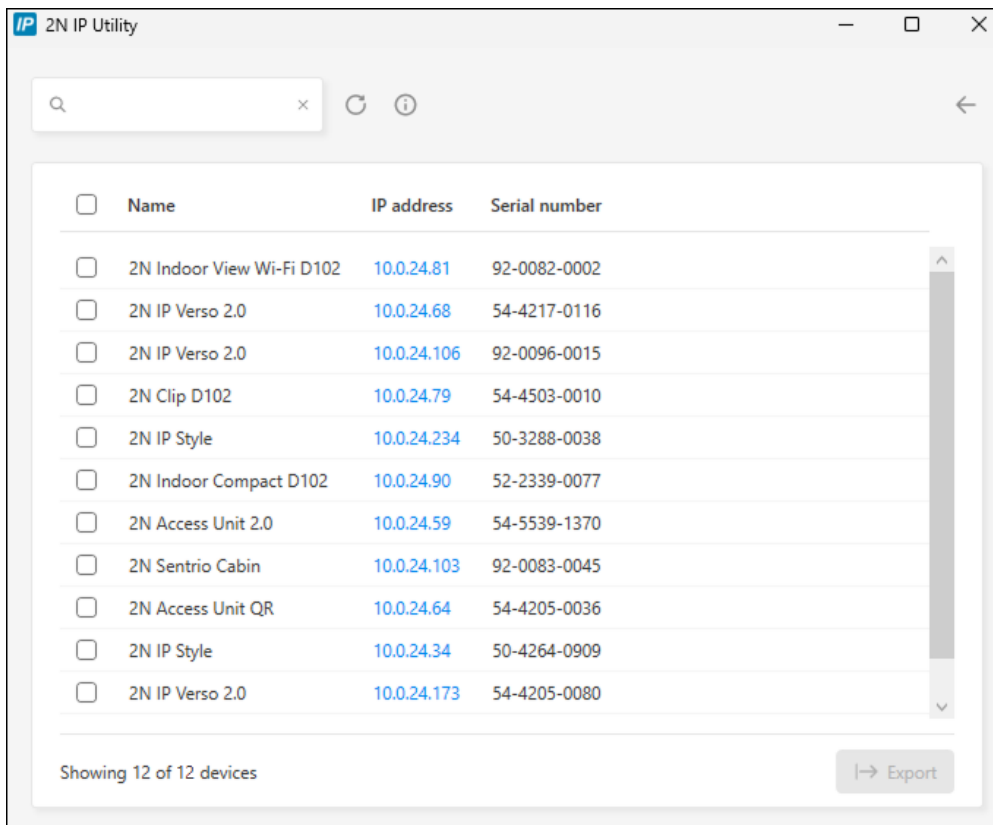 IP 2N IP Utility
Name IP address Serial number
2N Indoor View Wi-Fi D102 10.0.24.81 92-0082-0002
2N IP Verso 2.0 10.0.24.68 54-4217-0116
2N IP Verso 2.0 10.0.24.106 92-0096-0015
2N Clip D102 10.0.24.79 54-4503-0010
2N IP Style 10.0.24.234 50-3288-0038
2N Indoor Compact D102 10.0.24.90 52-2339-0077
2N Access Unit 2.0 10.0.24.59 54-5539-1370
2N Sentrio Cabin 10.0.24.103 92-0083-0045
2N Access Unit QR 10.0.24.64 54-4205-0036
2N IP Style 10.0.24.34 50-4264-0909
2N IP Verso 2.0 10.0.24.173 54-4205-0080
Showing 12 of 12 devices Export